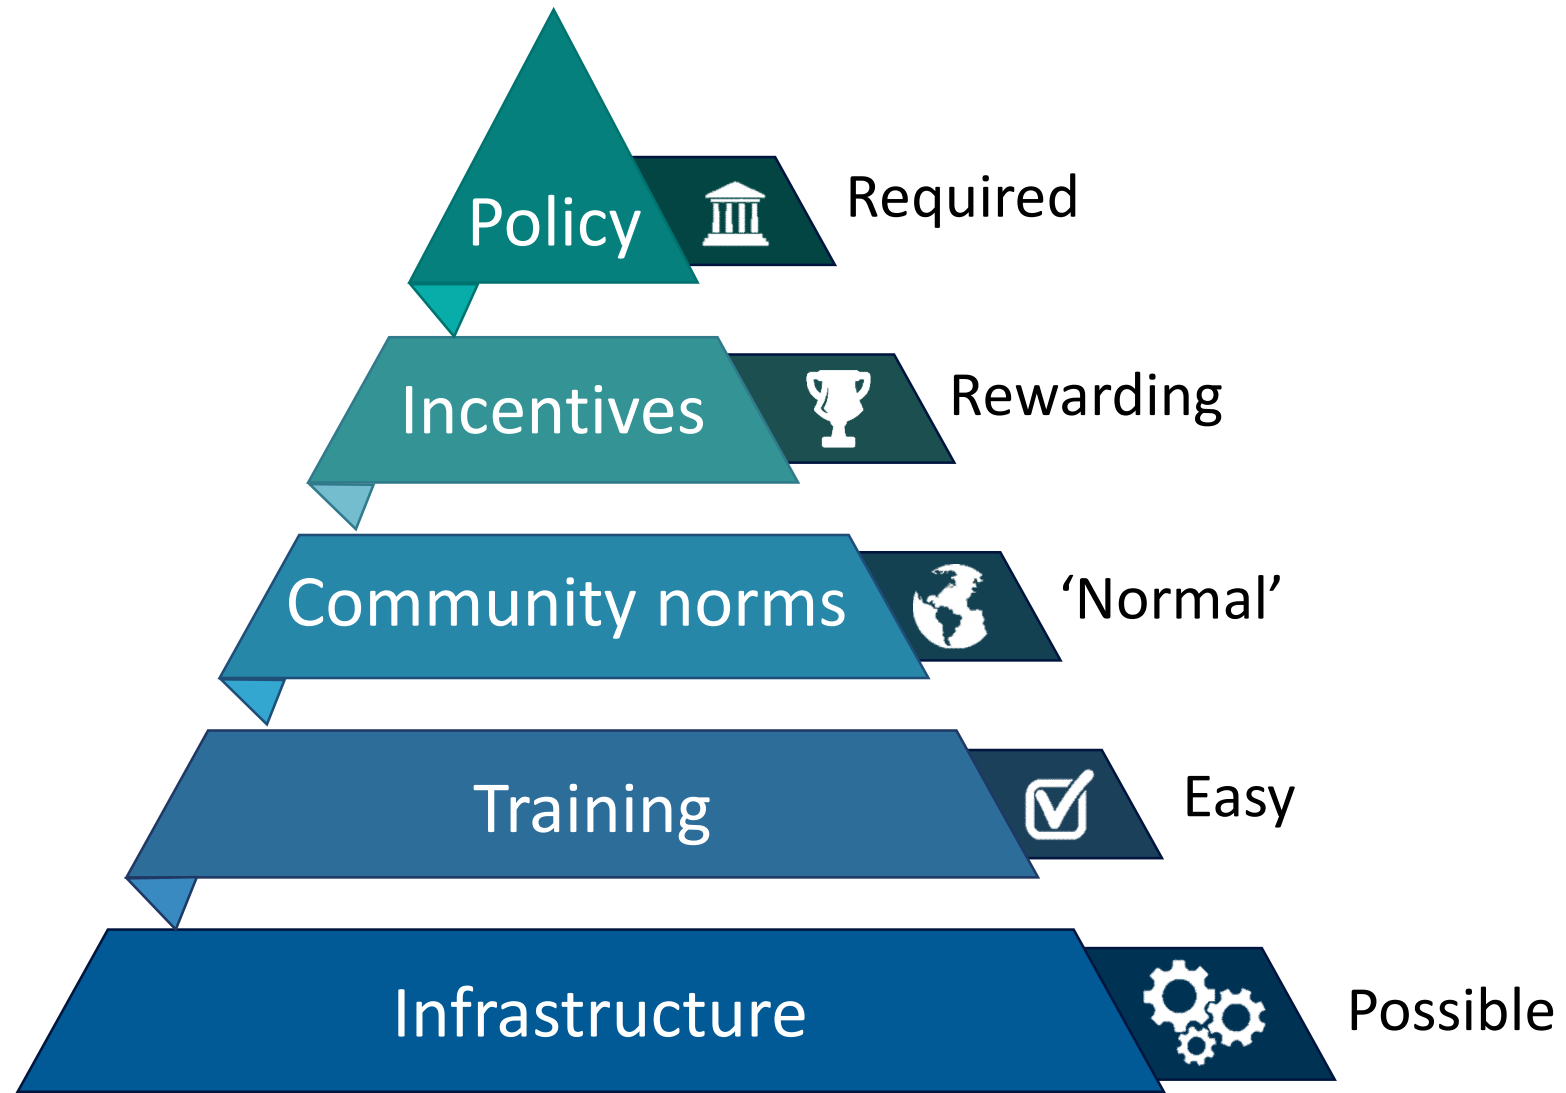 Policy
Required
Incentives
Rewarding
Community norms
‘Normal’
Training
Easy
Infrastructure
Possible